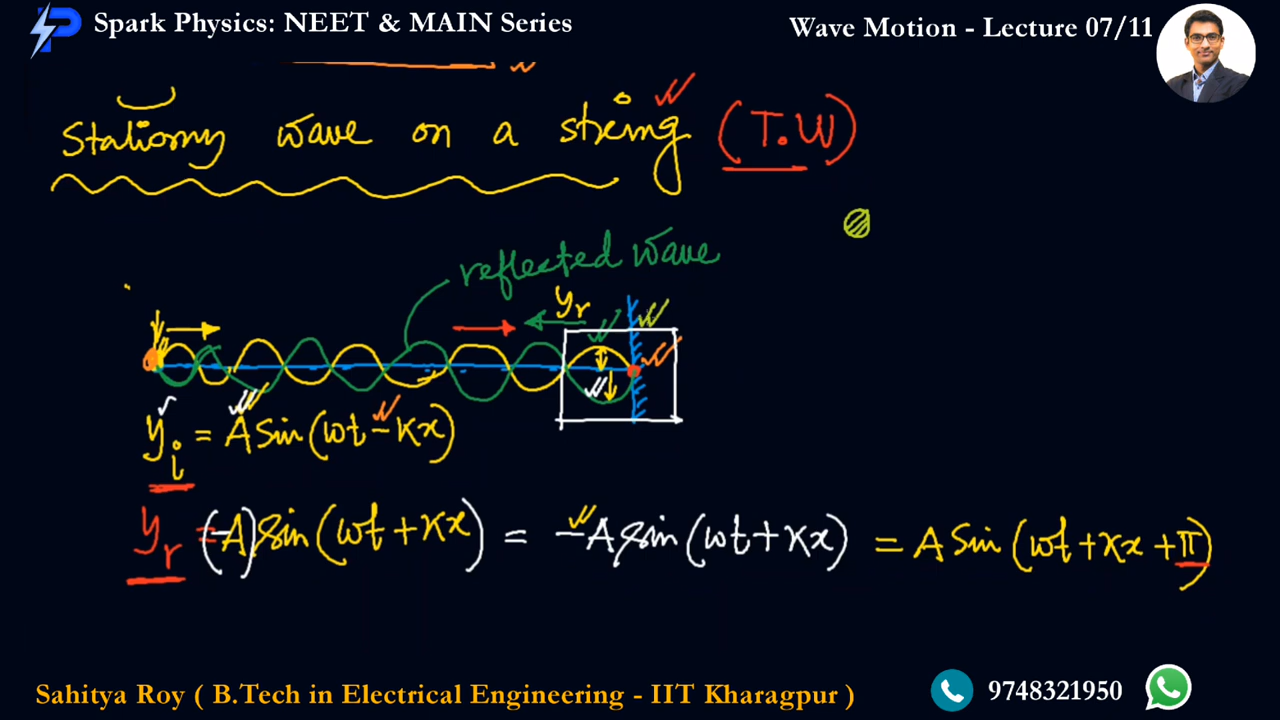 Spark Physics: NEET & MAIN Series
Wave Motion - Lecture 07/11
Stationry wave on a string (T.W)
reflected wave
yr
yi = A Sin(ωt - Kx)
yr = (-A) sin(ωt + Kx) = -A sin(ωt + Kx) = A Sin(ωt + Kx + π)
Sahitya Roy ( B.Tech in Electrical Engineering - IIT Kharagpur )
9748321950